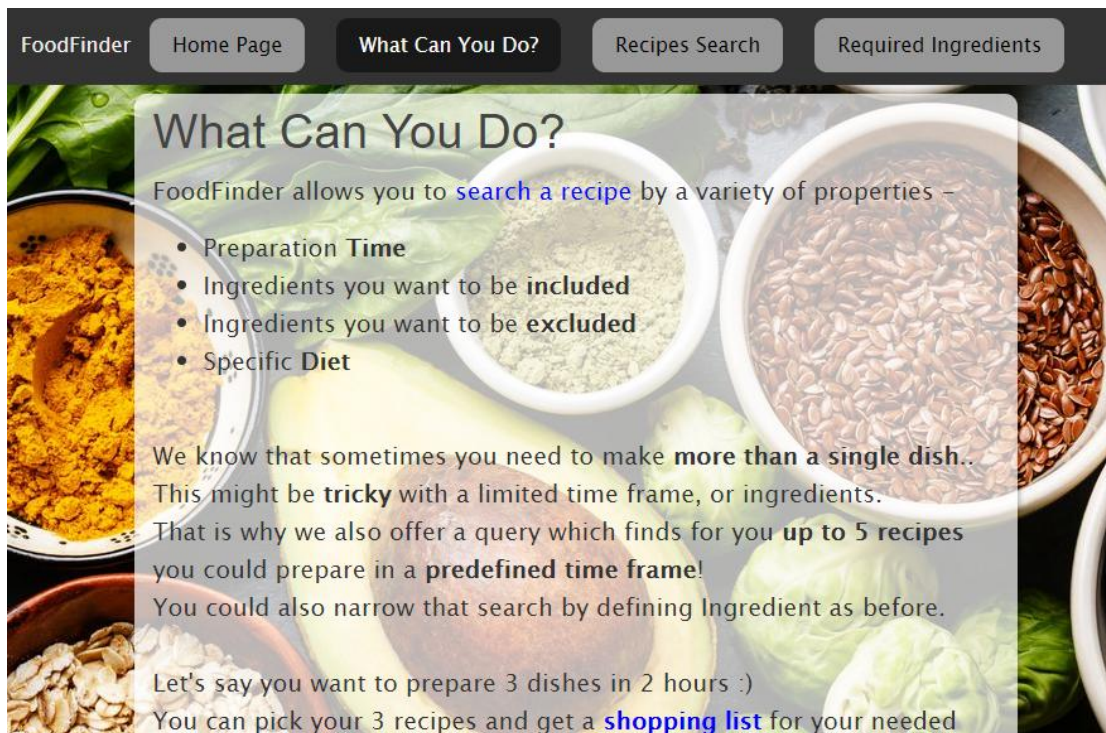 FoodFinder Home Page What Can You Do? Recipes Search Required Ingredients
What Can You Do?
FoodFinder allows you to search a recipe by a variety of properties –
• Preparation Time
• Ingredients you want to be included
• Ingredients you want to be excluded
• Specific Diet
We know that sometimes you need to make more than a single dish..
This might be tricky with a limited time frame, or ingredients.
That is why we also offer a query which finds for you up to 5 recipes
you could prepare in a predefined time frame!
You could also narrow that search by defining Ingredient as before.
Let's say you want to prepare 3 dishes in 2 hours :)
You can pick your 3 recipes and get a shopping list for your needed